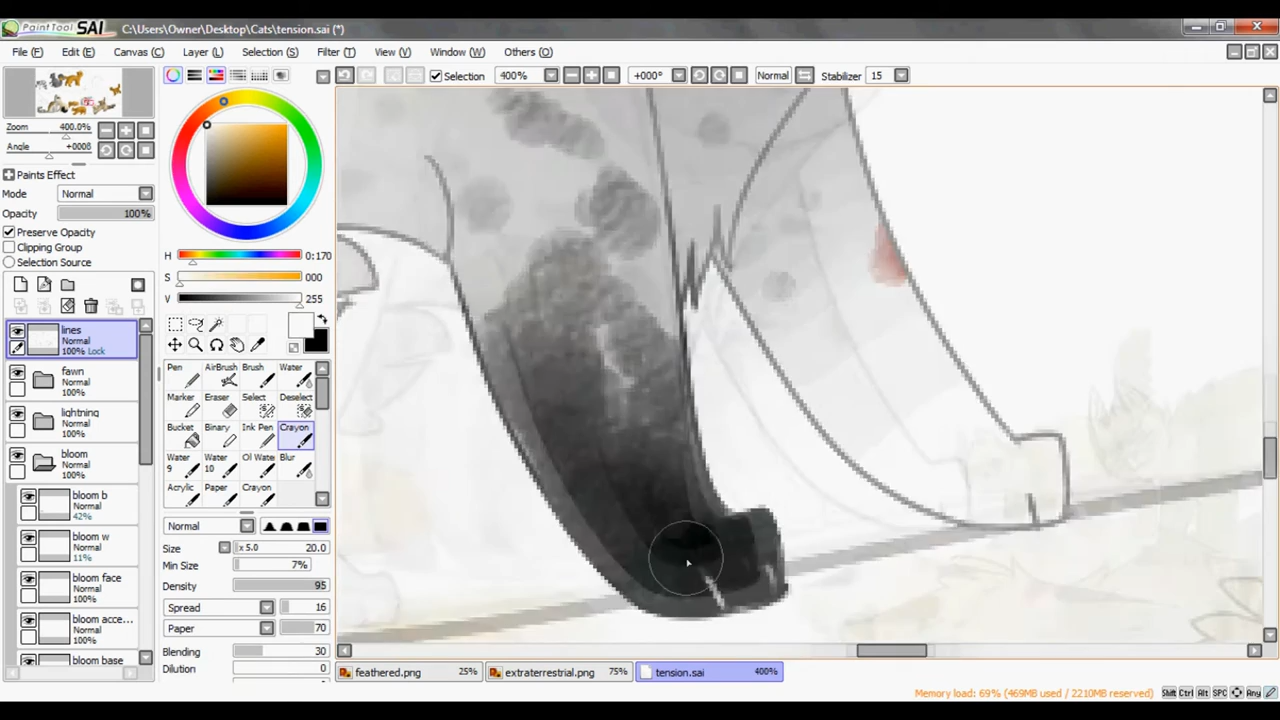 PaintTool SAI C:\Users\Owner\Desktop\Cats\tension.sai (*)
File (F) Edit (E) Canvas (C) Layer (L) Selection (S) Filter (T) View (V) Window (W) Others (O)
Selection 400% +000° Normal Stabilizer 15
Zoom 400.0%
Angle
Paints Effect
Mode Normal
Opacity 100%
Preserve Opacity
Clipping Group
Selection Source
lines
Normal
100% Lock
fawn
Normal
100%
lightning
Normal
100%
bloom
Normal
100%
bloom b
Normal
42%
bloom w
Normal
11%
bloom face
Normal
100%
bloom acce...
Normal
100%
bloom base
Normal
H 0:170
S 000
V 255
Pen AirBrush Brush Water
Marker Eraser Select Deselect
Bucket Binary Ink Pen Crayon
Water 9 Water 10 Oil Water Blur
Acrylic Paper Crayon
Normal
Size x 5.0 20.0
Min Size 7%
Density 95
Spread 16
Paper 70
Blending 30
Dilution 0
feathered.png 25% extraterrestrial.png 75% tension.sai 400%
Memory load: 69% (469MB used / 2210MB reserved) Shift Ctrl Alt SPC Any